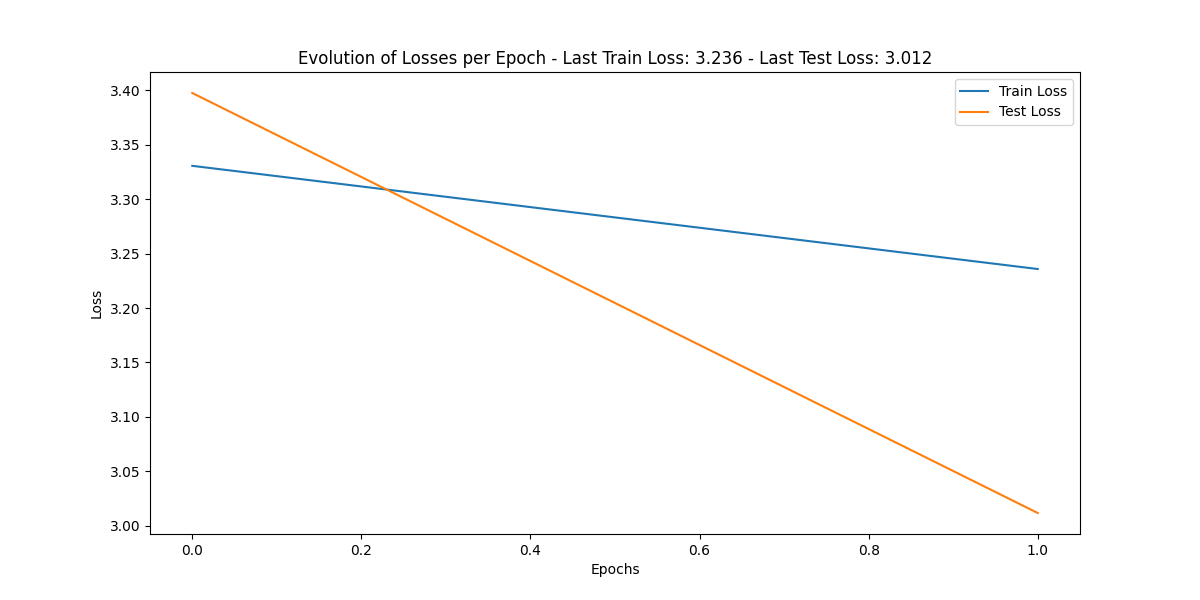 Evolution of Losses per Epoch - Last Train Loss: 3.236 - Last Test Loss: 3.012
Train Loss
Test Loss
3.40
3.35
3.30
3.25
3.20
3.15
3.10
3.05
3.00
Loss
0.0 0.2 0.4 0.6 0.8 1.0
Epochs